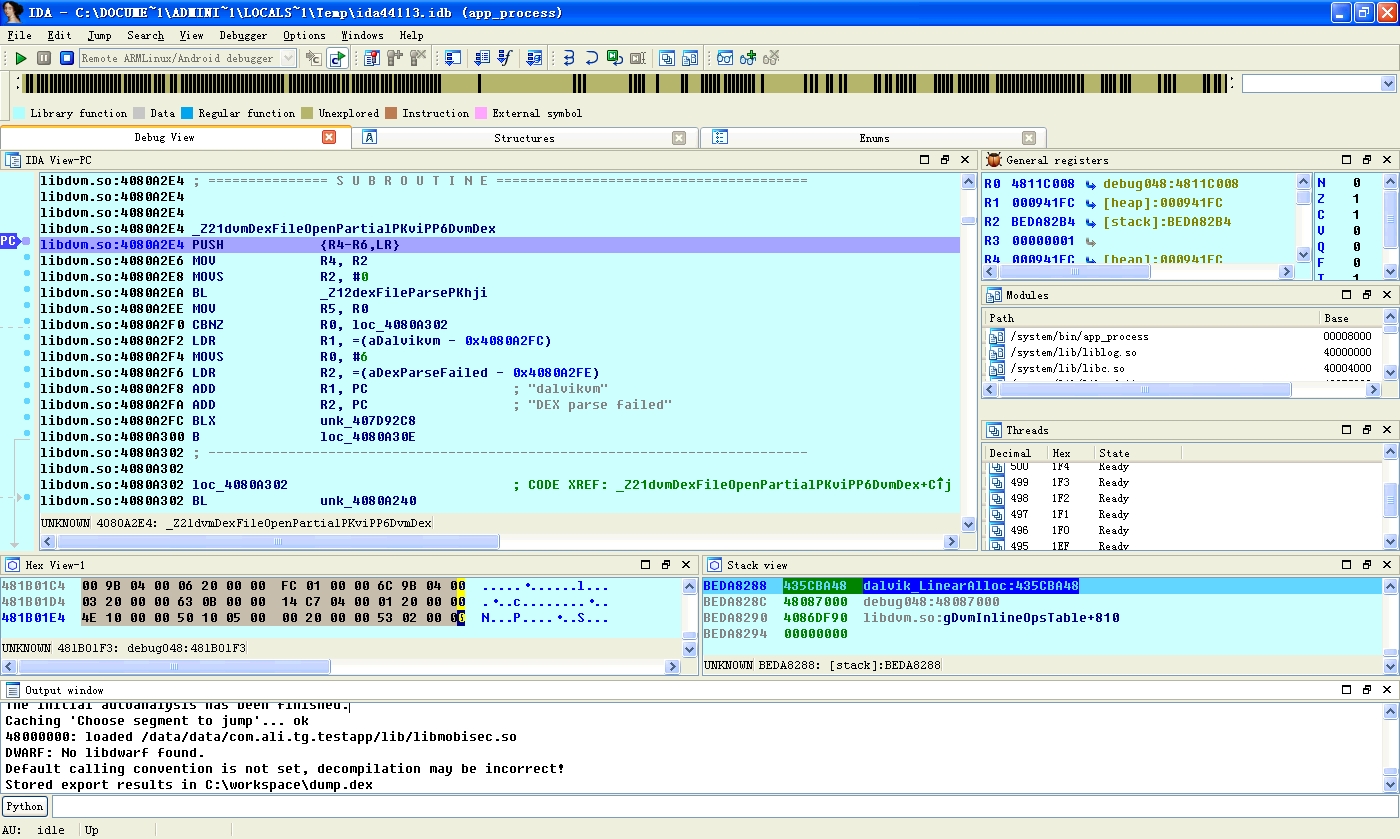 IDA - C:\DOCUME~1\ADMINI~1\LOCALS~1\Temp\ida44113.idb (app_process)
File Edit Jump Search View Debugger Options Windows Help
Remote ARMLinux/Android debugger
Library function Data Regular function Unexplored Instruction External symbol
Debug View Structures Enums
IDA View-PC
libdvm.so:4080A2E4 ; =============== S U B R O U T I N E =======================================
libdvm.so:4080A2E4
libdvm.so:4080A2E4
libdvm.so:4080A2E4 _Z21dvmDexFileOpenPartialPKviPP6DvmDex
PC
libdvm.so:4080A2E4 PUSH {R4-R6,LR}
libdvm.so:4080A2E6 MOV R4, R2
libdvm.so:4080A2E8 MOVS R2, #0
libdvm.so:4080A2EA BL _Z12dexFileParsePKhji
libdvm.so:4080A2EE MOV R5, R0
libdvm.so:4080A2F0 CBNZ R0, loc_4080A302
libdvm.so:4080A2F2 LDR R1, =(aDalvikvm - 0x4080A2FC)
libdvm.so:4080A2F4 MOVS R0, #6
libdvm.so:4080A2F6 LDR R2, =(aDexParseFailed - 0x4080A2FE)
libdvm.so:4080A2F8 ADD R1, PC ; "dalvikvm"
libdvm.so:4080A2FA ADD R2, PC ; "DEX parse failed"
libdvm.so:4080A2FC BLX unk_407D92C8
libdvm.so:4080A300 B loc_4080A30E
libdvm.so:4080A302 ; ---------------------------------------------------------------------------
libdvm.so:4080A302
libdvm.so:4080A302 loc_4080A302 ; CODE XREF: _Z21dvmDexFileOpenPartialPKviPP6DvmDex+C↑j
libdvm.so:4080A302 BL unk_4080A240
UNKNOWN 4080A2E4: _Z21dvmDexFileOpenPartialPKviPP6DvmDex
General registers
R0 4811C008 debug048:4811C008
R1 000941FC [heap]:000941FC
R2 BEDA82B4 [stack]:BEDA82B4
R3 00000001
R4 000941FC [heap]:000941FC
N 0
Z 1
C 1
V 0
Q 0
F 0
T 1
Modules
Path Base
/system/bin/app_process 00008000
/system/lib/liblog.so 40000000
/system/lib/libc.so 40004000
Threads
Decimal Hex State
500 1F4 Ready
499 1F3 Ready
498 1F2 Ready
497 1F1 Ready
496 1F0 Ready
495 1EF Ready
Hex View-1
481B01C4 00 9B 04 00 06 20 00 00 FC 01 00 00 6C 9B 04 00
481B01D4 03 20 00 00 63 0B 00 00 14 C7 04 00 01 20 00 00
481B01E4 4E 10 00 00 50 10 05 00 00 20 00 00 53 02 00 00
UNKNOWN 481B01F3: debug048:481B01F3
Stack view
BEDA8288 435CBA48 dalvik_LinearAlloc:435CBA48
BEDA828C 48087000 debug048:48087000
BEDA8290 4086DF90 libdvm.so:gDvmInlineOpsTable+810
BEDA8294 00000000
UNKNOWN BEDA8288: [stack]:BEDA8288
Output window
The initial autoanalysis has been finished.
Caching 'Choose segment to jump'... ok
48000000: loaded /data/data/com.ali.tg.testapp/lib/libmobisec.so
DWARF: No libdwarf found.
Default calling convention is not set, decompilation may be incorrect!
Stored export results in C:\workspace\dump.dex
Python
AU: idle Up